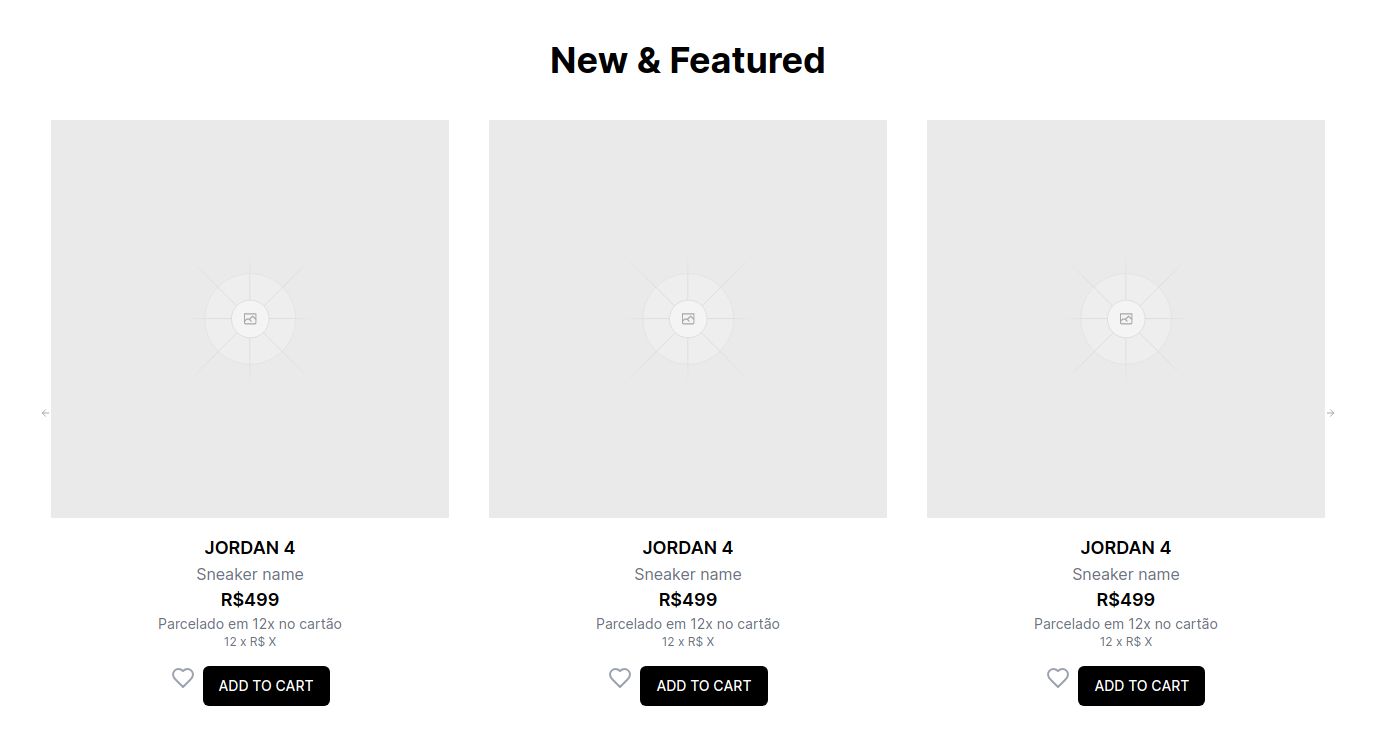 New & Featured
JORDAN 4
Sneaker name
R$499
Parcelado em 12x no cartão
12 x R$ X
ADD TO CART
JORDAN 4
Sneaker name
R$499
Parcelado em 12x no cartão
12 x R$ X
ADD TO CART
JORDAN 4
Sneaker name
R$499
Parcelado em 12x no cartão
12 x R$ X
ADD TO CART